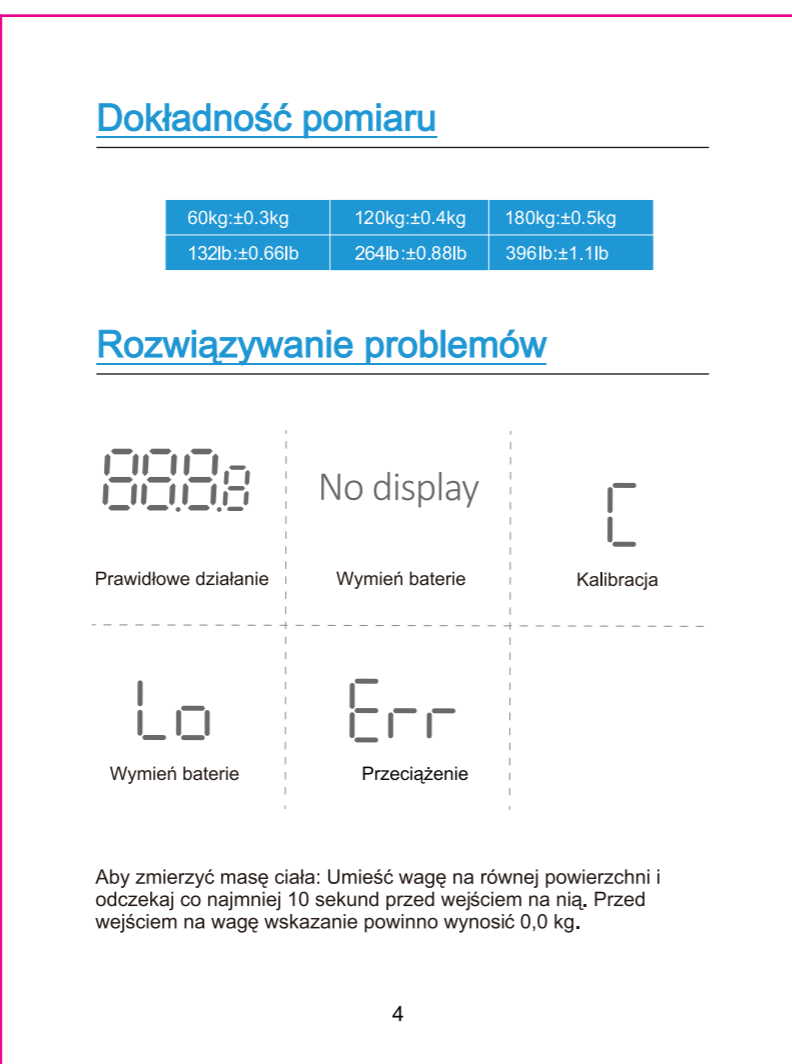 Dokładność pomiaru
60kg:±0.3kg 120kg:±0.4kg 180kg:±0.5kg
132lb:±0.66lb 264lb:±0.88lb 396lb:±1.1lb
Rozwiązywanie problemów
888.8 No display C
Prawidłowe działanie Wymień baterie Kalibracja
Lo Err
Wymień baterie Przeciążenie
Aby zmierzyć masę ciała: Umieść wagę na równej powierzchni i
odczekaj co najmniej 10 sekund przed wejściem na nią. Przed
wejściem na wagę wskazanie powinno wynosić 0,0 kg.
4